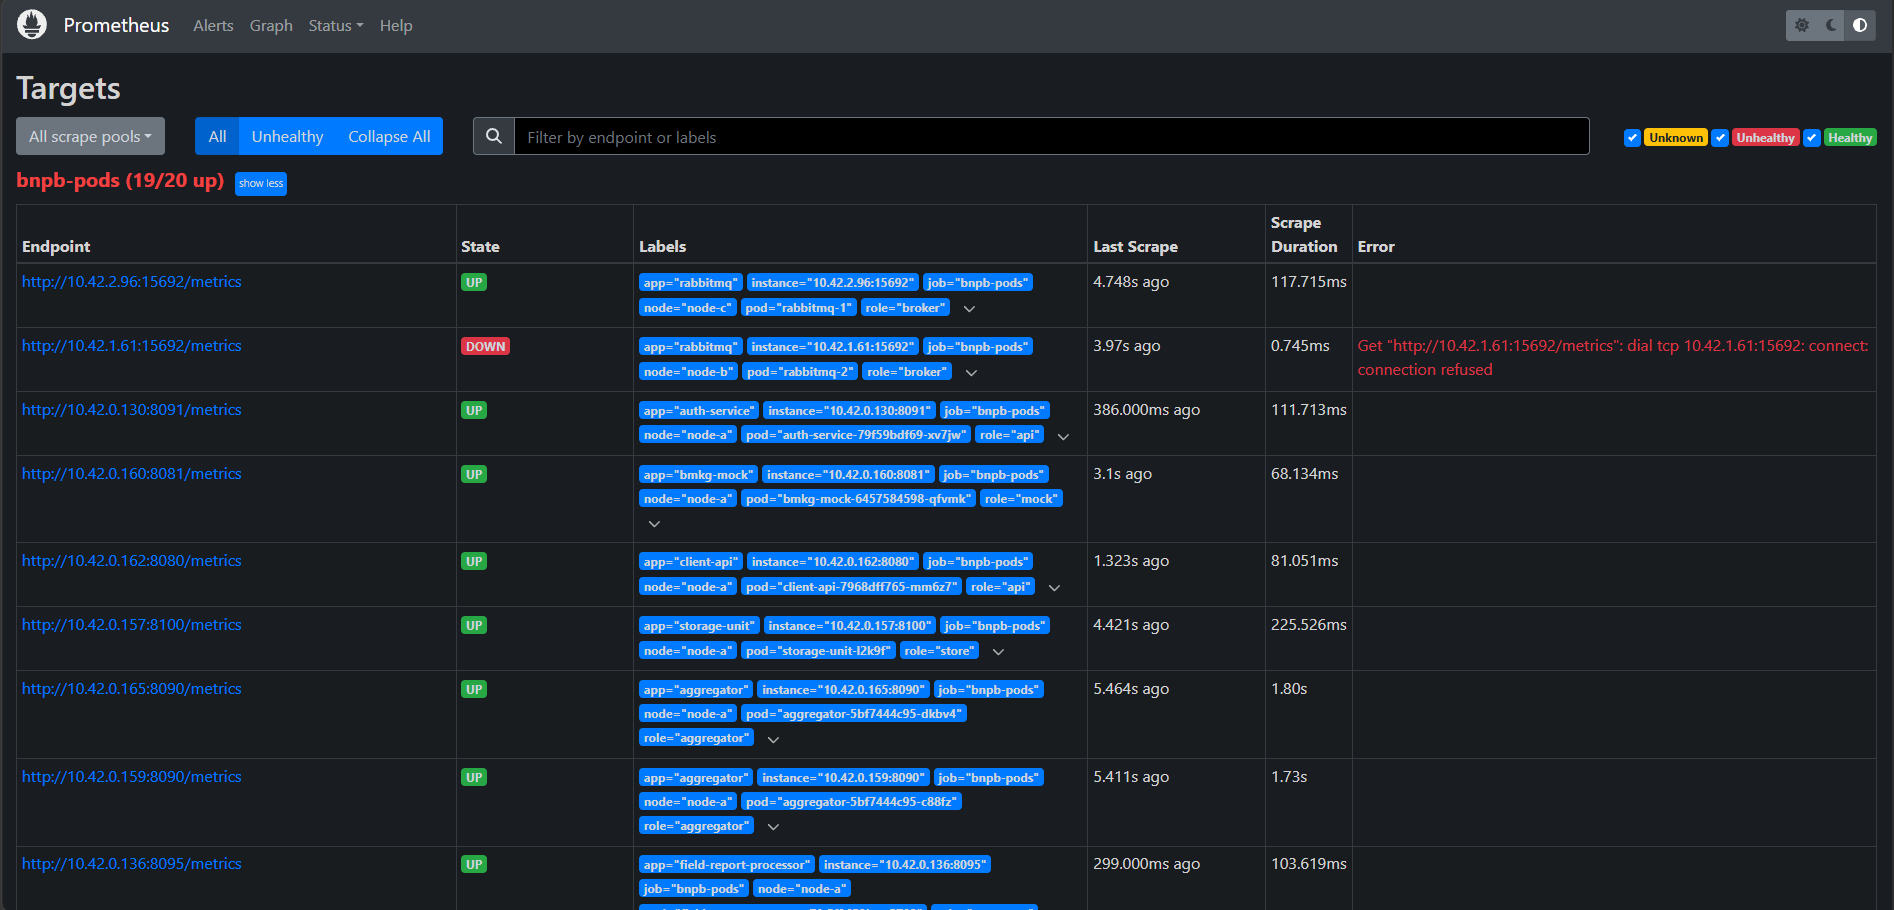 Prometheus Alerts Graph Status Help
Targets
All scrape pools All Unhealthy Collapse All Filter by endpoint or labels Unknown Unhealthy Healthy
bnpb-pods (19/20 up) show less
Scrape
Endpoint State Labels Last Scrape Duration Error
http://10.42.2.96:15692/metrics UP app="rabbitmq" instance="10.42.2.96:15692" job="bnpb-pods" 4.748s ago 117.715ms
node="node-c" pod="rabbitmq-1" role="broker"
http://10.42.1.61:15692/metrics DOWN app="rabbitmq" instance="10.42.1.61:15692" job="bnpb-pods" 3.97s ago 0.745ms Get "http://10.42.1.61:15692/metrics": dial tcp 10.42.1.61:15692: connect:
node="node-b" pod="rabbitmq-2" role="broker" connection refused
http://10.42.0.130:8091/metrics UP app="auth-service" instance="10.42.0.130:8091" job="bnpb-pods" 386.000ms ago 111.713ms
node="node-a" pod="auth-service-79f59bdf69-xv7jw" role="api"
http://10.42.0.160:8081/metrics UP app="bmkg-mock" instance="10.42.0.160:8081" job="bnpb-pods" 3.1s ago 68.134ms
node="node-a" pod="bmkg-mock-6457584598-qfvmk" role="mock"
http://10.42.0.162:8080/metrics UP app="client-api" instance="10.42.0.162:8080" job="bnpb-pods" 1.323s ago 81.051ms
node="node-a" pod="client-api-7968dff765-mm6z7" role="api"
http://10.42.0.157:8100/metrics UP app="storage-unit" instance="10.42.0.157:8100" job="bnpb-pods" 4.421s ago 225.526ms
node="node-a" pod="storage-unit-l2k9f" role="store"
http://10.42.0.165:8090/metrics UP app="aggregator" instance="10.42.0.165:8090" job="bnpb-pods" 5.464s ago 1.80s
node="node-a" pod="aggregator-5bf7444c95-dkbv4"
role="aggregator"
http://10.42.0.159:8090/metrics UP app="aggregator" instance="10.42.0.159:8090" job="bnpb-pods" 5.411s ago 1.73s
node="node-a" pod="aggregator-5bf7444c95-c88fz"
role="aggregator"
http://10.42.0.136:8095/metrics UP app="field-report-processor" instance="10.42.0.136:8095" 299.000ms ago 103.619ms
job="bnpb-pods" node="node-a"